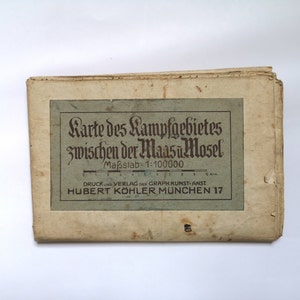 Karte des Kampfgebietes
zwischen der Maas u. Mosel
Maßstab 1:100000
DRUCK UND VERLAG DER GRAPH. KUNST-ANST.
HUBERT KÖHLER, MÜNCHEN 17